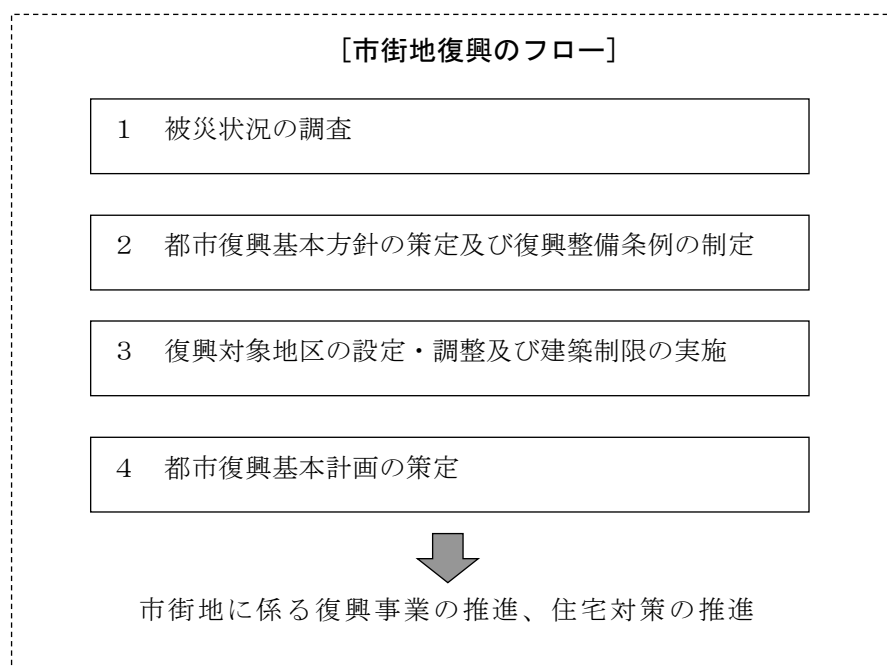 [市街地復興のフロー]
1 被災状況の調査
2 都市復興基本方針の策定及び復興整備条例の制定
3 復興対象地区の設定・調整及び建築制限の実施
4 都市復興基本計画の策定
市街地に係る復興事業の推進、住宅対策の推進